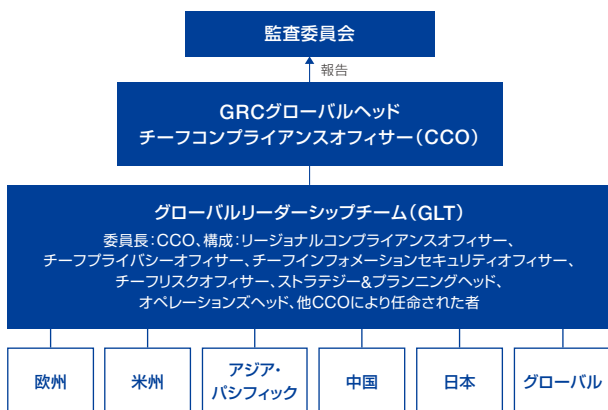 監査委員会
報告
GRCグローバルヘッド
チーフコンプライアンスオフィサー（CCO）
グローバルリーダーシップチーム（GLT）
委員長：CCO、構成：リージョナルコンプライアンスオフィサー、
チーフプライバシーオフィサー、チーフインフォメーションセキュリティオフィサー、
チーフリスクオフィサー、ストラテジー&プランニングヘッド、
オペレーションズヘッド、他CCOにより任命された者
欧州
米州
アジア・
パシフィック
中国
日本
グローバル